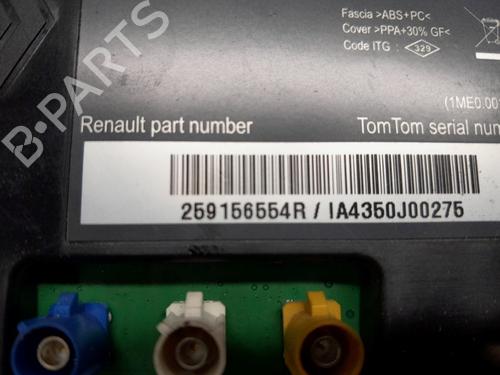 Fascia >ABS+PC<
Cover >PPA+30% GF<
Code ITG : 329
(1ME0.00
B-PARTS
Renault part number TomTom serial num
259156554R / IA4350J00275